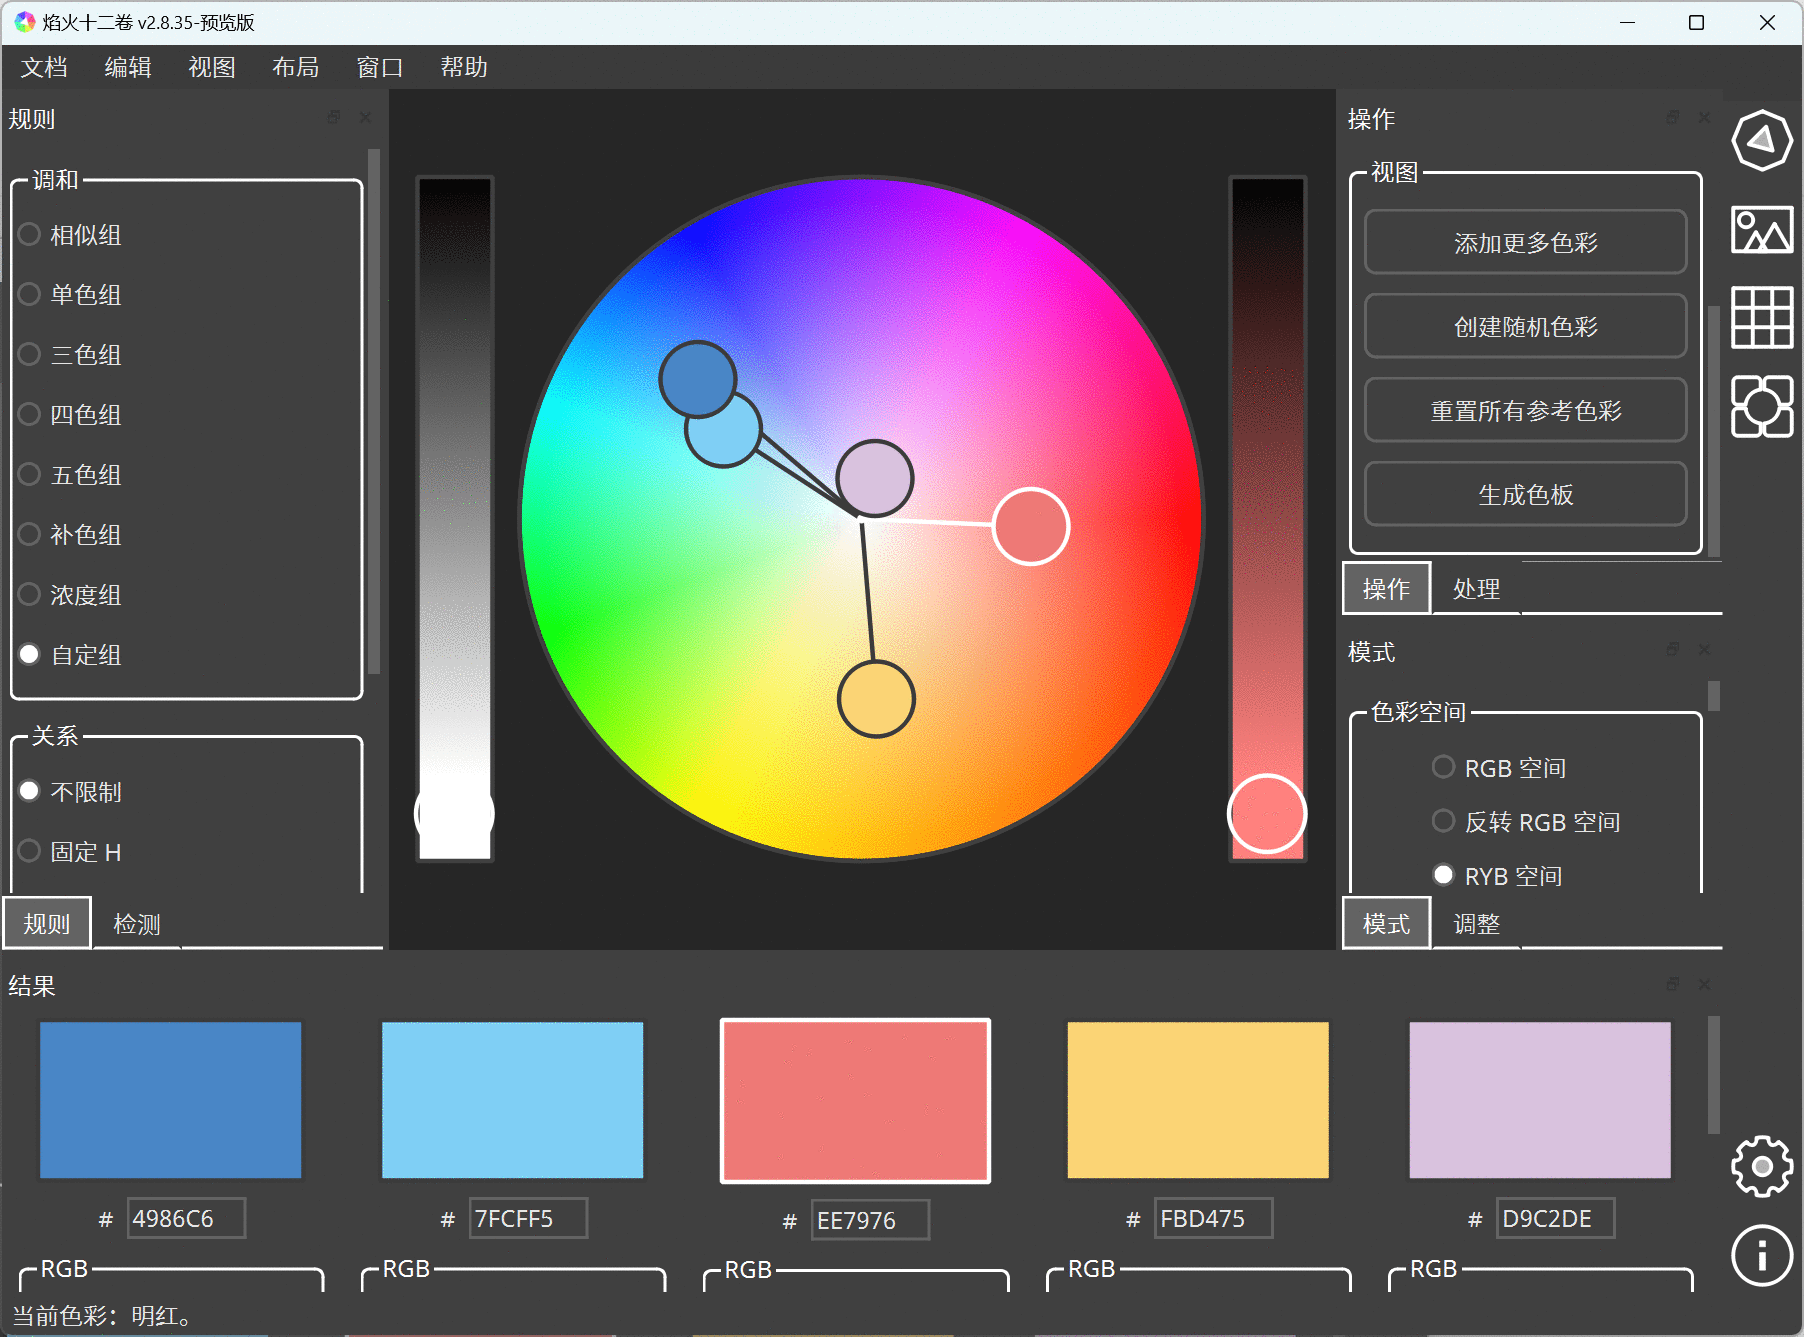 焰火十二卷 v2.8.35-预览版
文档 编辑 视图 布局 窗口 帮助
规则
调和
相似组
单色组
三色组
四色组
五色组
补色组
浓度组
自定组
关系
不限制
固定 H
规则 检测
操作
视图
添加更多色彩
创建随机色彩
重置所有参考色彩
生成色板
操作 处理
模式
色彩空间
RGB 空间
反转 RGB 空间
RYB 空间
模式 调整
结果
# 4986C6 # 7FCFF5 # EE7976 # FBD475 # D9C2DE
RGB RGB RGB RGB RGB
当前色彩：明红。